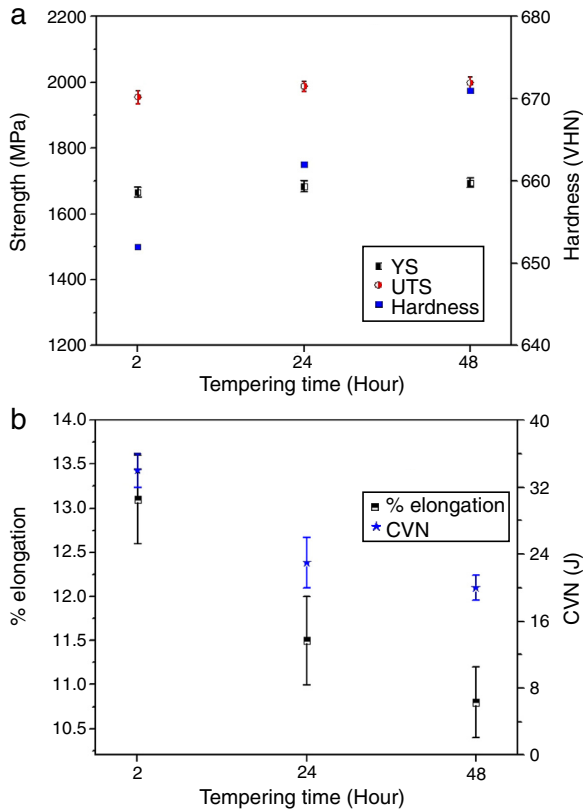 a
2200
2000
1800
1600
1400
1200
Strength (MPa)
680
670
660
650
640
Hardness (VHN)
YS
UTS
Hardness
2
24
48
Tempering time (Hour)
b
14.0
13.5
13.0
12.5
12.0
11.5
11.0
10.5
% elongation
40
32
24
16
8
0
CVN (J)
% elongation
CVN
2
24
48
Tempering time (Hour)